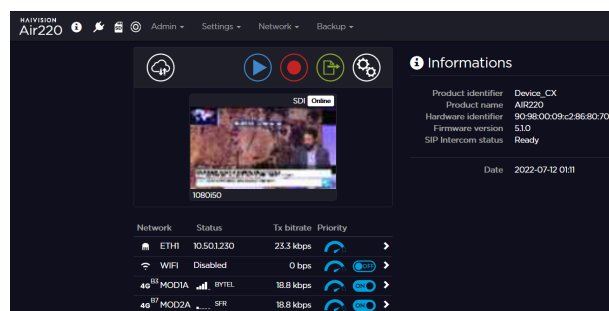 HAIVISION
Air220 Admin Settings Network Backup
SDI Online
1080i50
Network Status Tx bitrate Priority
ETH1 10.50.1.230 23.3 kbps
WIFI Disabled 0 bps OFF
4G B3 MOD1A BYTEL 18.8 kbps ON
4G B7 MOD2A SFR 18.8 kbps ON
Informations
Product identifier Device_CX
Product name AIR220
Hardware identifier 90:98:00:09:c2:86:80:70
Firmware version 5.1.0
SIP Intercom status Ready
Date 2022-07-12 01:11